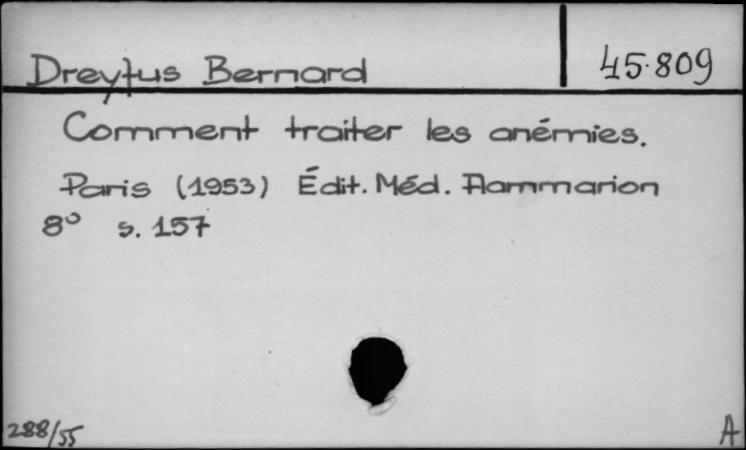 Dreyfus Bernard
45.809
Comment traiter les anémies.
Paris (1953) Édit. Méd. Flammarion
8° s. 157
288/55
A